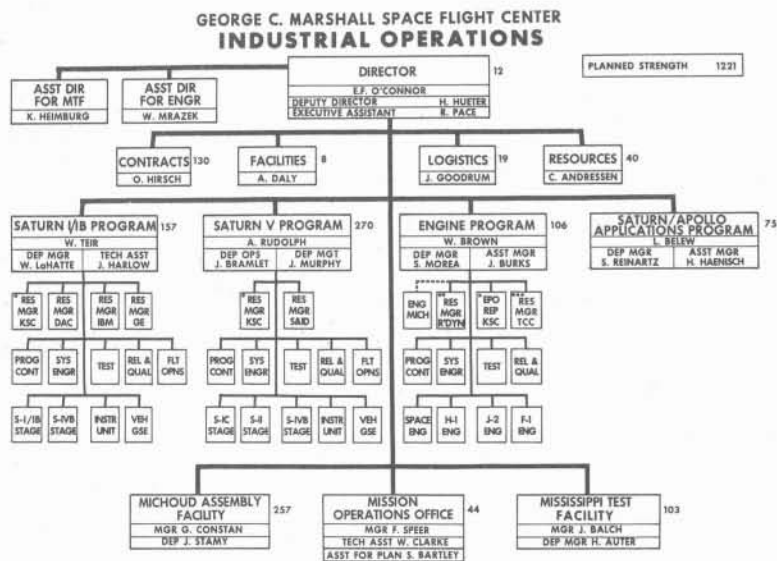 GEORGE C. MARSHALL SPACE FLIGHT CENTER
INDUSTRIAL OPERATIONS
PLANNED STRENGTH 1221
DIRECTOR 12
E.F. O'CONNOR
DEPUTY DIRECTOR H. HUETER
EXECUTIVE ASSISTANT R. PACE
ASST DIR
FOR MTF
K. HEIMBURG
ASST DIR
FOR ENGR
W. MRAZEK
CONTRACTS 130
O. HIRSCH
FACILITIES 8
A. DALY
LOGISTICS 19
J. GOODRUM
RESOURCES 40
C. ANDRESSEN
SATURN I/IB PROGRAM 157
W. TEIR
DEP MGR
W. LaHATTE
TECH ASST
J. HARLOW
* RES
MGR
KSC
RES
MGR
DAC
RES
MGR
IBM
RES
MGR
GE
PROG
CONT
SYS
ENGR
TEST
REL &
QUAL
FLT
OPNS
S-I/IB
STAGE
S-IVB
STAGE
INSTR
UNIT
VEH
GSE
SATURN V PROGRAM 270
A. RUDOLPH
DEP OPS
J. BRAMLET
DEP MGT
J. MURPHY
* RES
MGR
KSC
RES
MGR
S&ID
PROG
CONT
SYS
ENGR
TEST
REL &
QUAL
FLT
OPNS
S-IC
STAGE
S-II
STAGE
S-IVB
STAGE
INSTR
UNIT
VEH
GSE
ENGINE PROGRAM 106
W. BROWN
DEP MGR
S. MOREA
ASST MGR
J. BURKS
ENG
MICH
** RES
MGR
R'DYN
* EPO
REP
KSC
*** RES
MGR
TCC
PROG
CONT
SYS
ENGR
TEST
REL &
QUAL
SPACE
ENG
H-1
ENG
J-2
ENG
F-1
ENG
SATURN/APOLLO
APPLICATIONS PROGRAM 75
L. BELEW
DEP MGR
S. REINARTZ
ASST MGR
H. HAENISCH
MICHOUD ASSEMBLY
FACILITY 257
MGR G. CONSTAN
DEP J. STAMY
MISSION
OPERATIONS OFFICE 44
MGR F. SPEER
TECH ASST W. CLARKE
ASST FOR PLAN S. BARTLEY
MISSISSIPPI TEST
FACILITY 103
MGR J. BALCH
DEP MGR H. AUTER